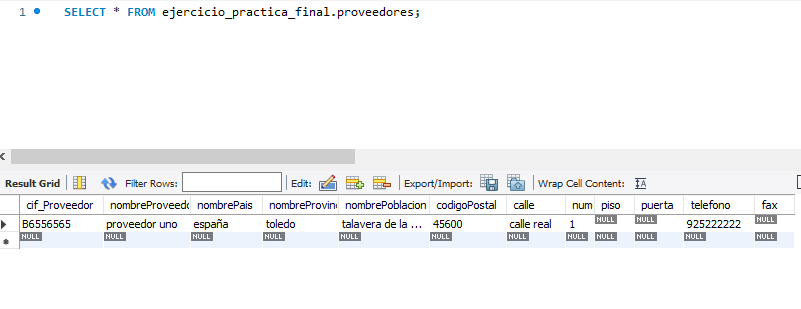 1 SELECT * FROM ejercicio_practica_final.proveedores;
Result Grid Filter Rows: Edit: Export/Import: Wrap Cell Content: IA
cif_Proveedor nombreProveedo nombrePais nombreProvin nombrePoblacion codigoPostal calle num piso puerta telefono fax
B6556565 proveedor uno españa toledo talavera de la ... 45600 calle real 1 NULL NULL 925222222 NULL
NULL NULL NULL NULL NULL NULL NULL NULL NULL NULL NULL NULL